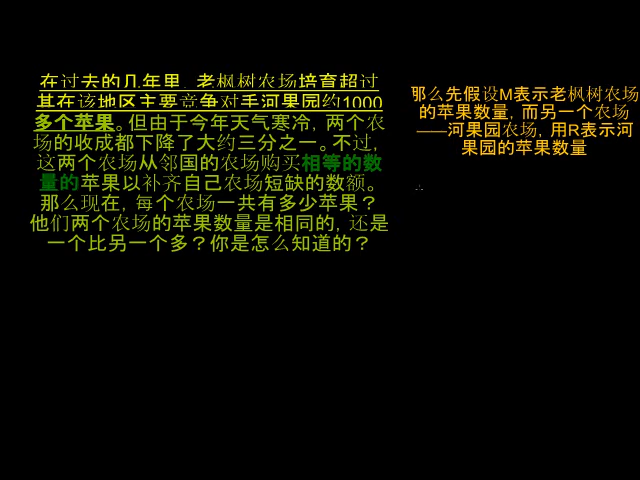 在过去的几年里，老枫树农场培育超过
其在该地区主要竞争对手河果园约1000
多个苹果。但由于今年天气寒冷，两个农
场的收成都下降了大约三分之一。不过，
这两个农场从邻国的农场购买相等的数
量的苹果以补齐自己农场短缺的数额。
那么现在，每个农场一共有多少苹果？
他们两个农场的苹果数量是相同的，还是
一个比另一个多？你是怎么知道的？
那么先假设M表示老枫树农场
的苹果数量，而另一个农场
——河果园农场，用R表示河
果园的苹果数量
∴